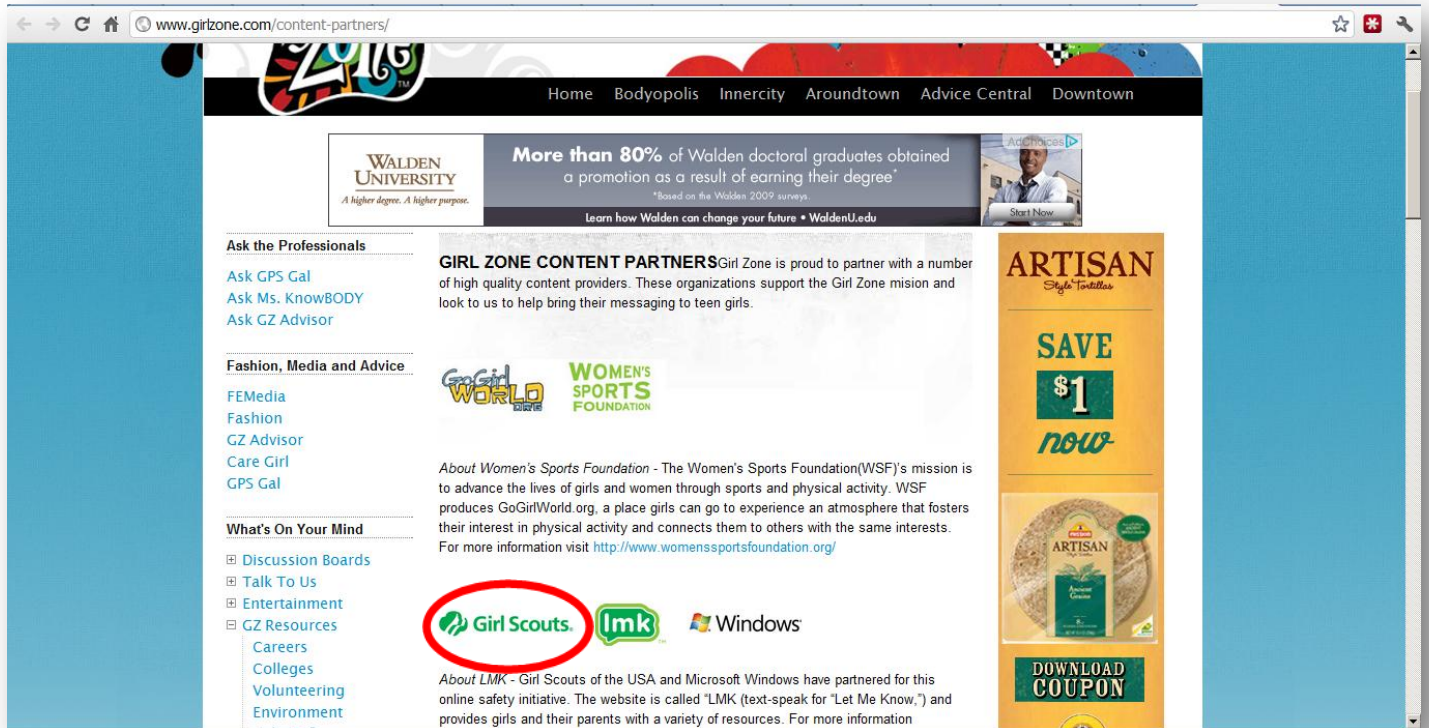 www.girlzone.com/content-partners/
Zone
TM
Home Bodyopolis Innercity Aroundtown Advice Central Downtown
WALDEN
UNIVERSITY
A higher degree. A higher purpose.
More than 80% of Walden doctoral graduates obtained
a promotion as a result of earning their degree*
*Based on the Walden 2009 surveys.
Learn how Walden can change your future • WaldenU.edu
AdChoices
Start Now
Ask the Professionals
Ask GPS Gal
Ask Ms. KnowBODY
Ask GZ Advisor
Fashion, Media and Advice
FEMedia
Fashion
GZ Advisor
Care Girl
GPS Gal
What's On Your Mind
Discussion Boards
Talk To Us
Entertainment
GZ Resources
Careers
Colleges
Volunteering
Environment
GIRL ZONE CONTENT PARTNERSGirl Zone is proud to partner with a number
of high quality content providers. These organizations support the Girl Zone mision and
look to us to help bring their messaging to teen girls.
GoGirl
WORLD
.ORG
WOMEN'S
SPORTS
FOUNDATION
About Women's Sports Foundation - The Women's Sports Foundation(WSF)'s mission is
to advance the lives of girls and women through sports and physical activity. WSF
produces GoGirlWorld.org, a place girls can go to experience an atmosphere that fosters
their interest in physical activity and connects them to others with the same interests.
For more information visit http://www.womenssportsfoundation.org/
Girl Scouts. lmk Windows
About LMK - Girl Scouts of the USA and Microsoft Windows have partnered for this
online safety initiative. The website is called "LMK (text-speak for "Let Me Know,") and
provides girls and their parents with a variety of resources. For more information
ARTISAN
Style Tortillas
SAVE
$1
now
ARTISAN
Style Tortillas
Ancient
Grains
DOWNLOAD
COUPON